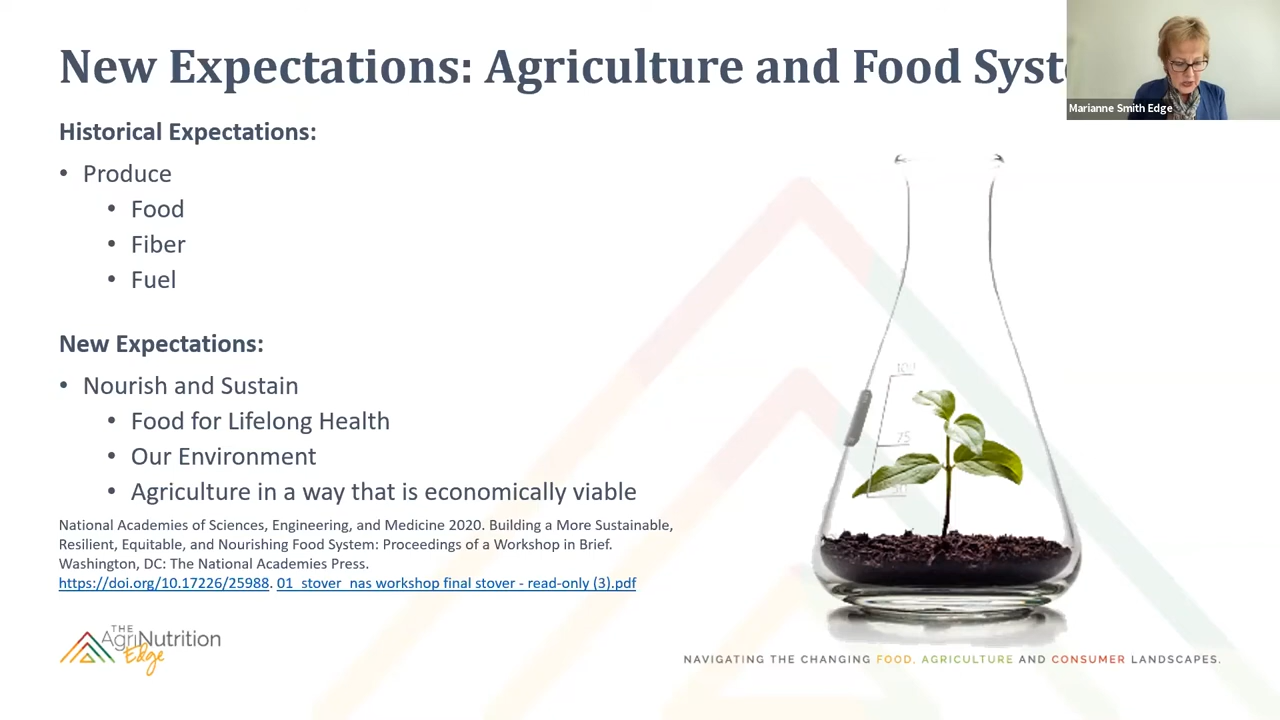 New Expectations: Agriculture and Food Syst
Marianne Smith Edge
Historical Expectations:
• Produce
• Food
• Fiber
• Fuel
New Expectations:
• Nourish and Sustain
• Food for Lifelong Health
• Our Environment
• Agriculture in a way that is economically viable
National Academies of Sciences, Engineering, and Medicine 2020. Building a More Sustainable,
Resilient, Equitable, and Nourishing Food System: Proceedings of a Workshop in Brief.
Washington, DC: The National Academies Press.
https://doi.org/10.17226/25988. 01_stover_nas workshop final stover - read-only (3).pdf
100
75
50
THE
AgriNutrition
Edge
NAVIGATING THE CHANGING FOOD, AGRICULTURE AND CONSUMER LANDSCAPES.